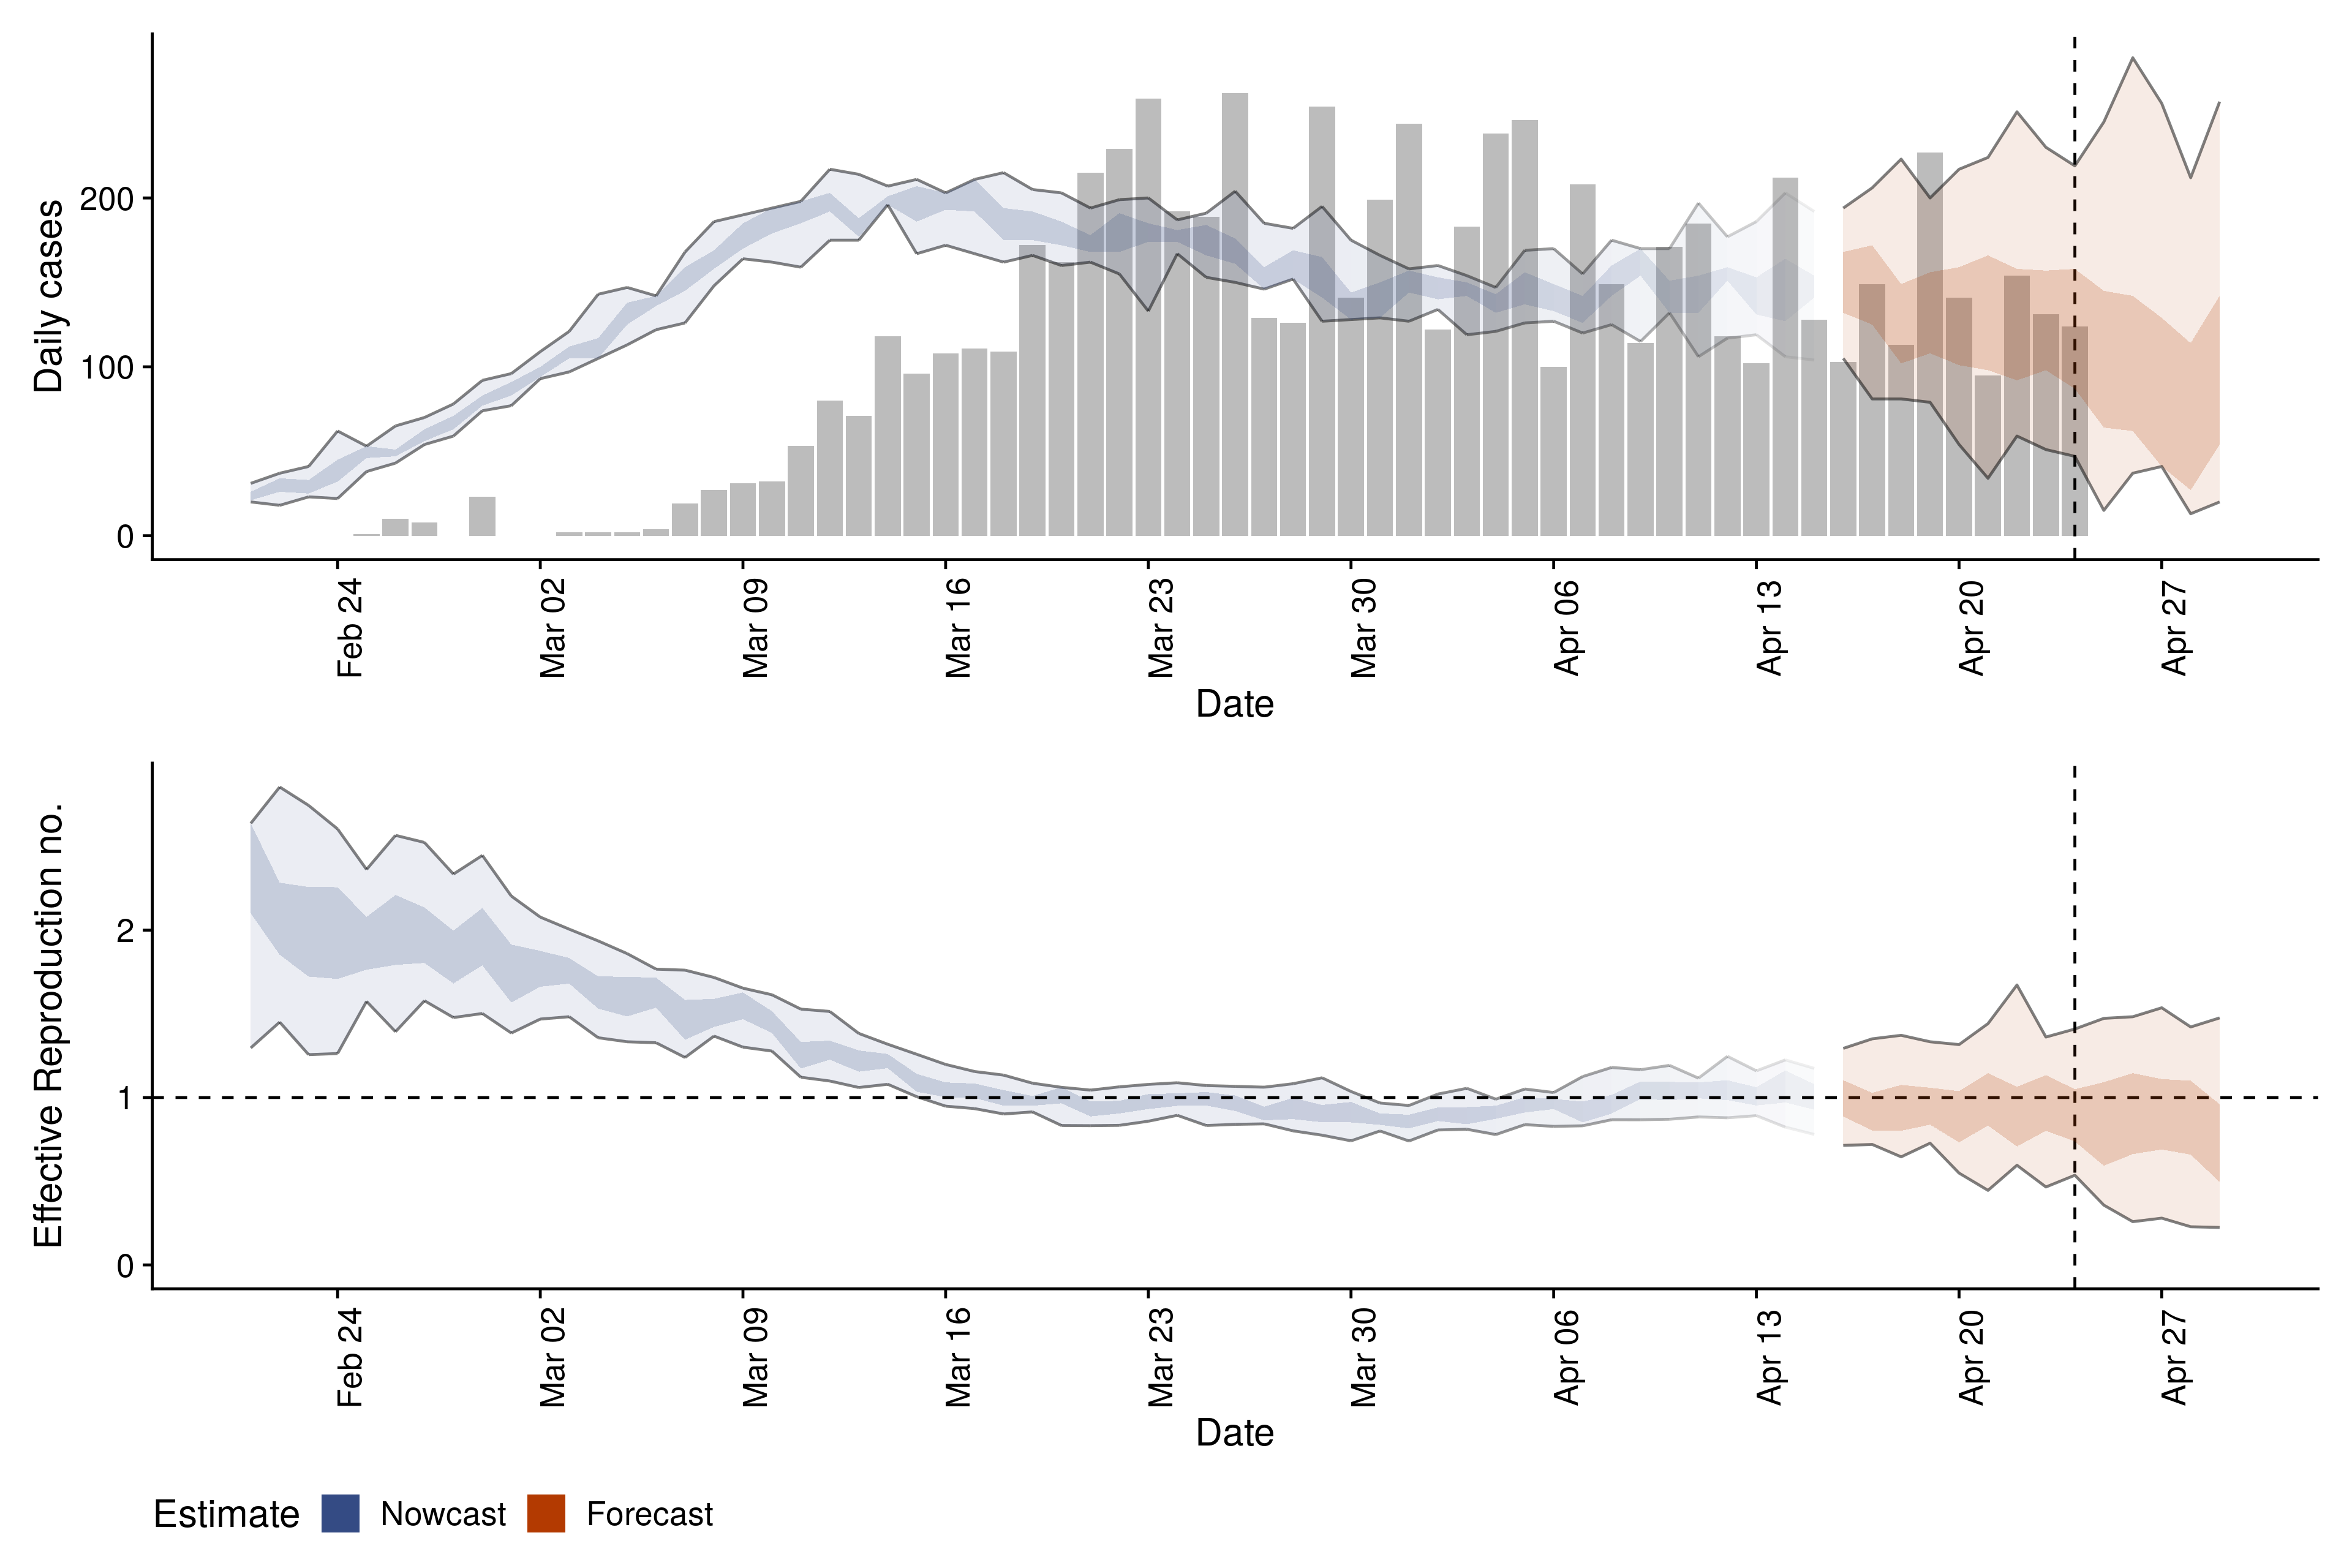 Daily cases
200
100
0
Feb 24
Mar 02
Mar 09
Mar 16
Mar 23
Mar 30
Apr 06
Apr 13
Apr 20
Apr 27
Date
Effective Reproduction no.
2
1
0
Feb 24
Mar 02
Mar 09
Mar 16
Mar 23
Mar 30
Apr 06
Apr 13
Apr 20
Apr 27
Date
Estimate Nowcast Forecast